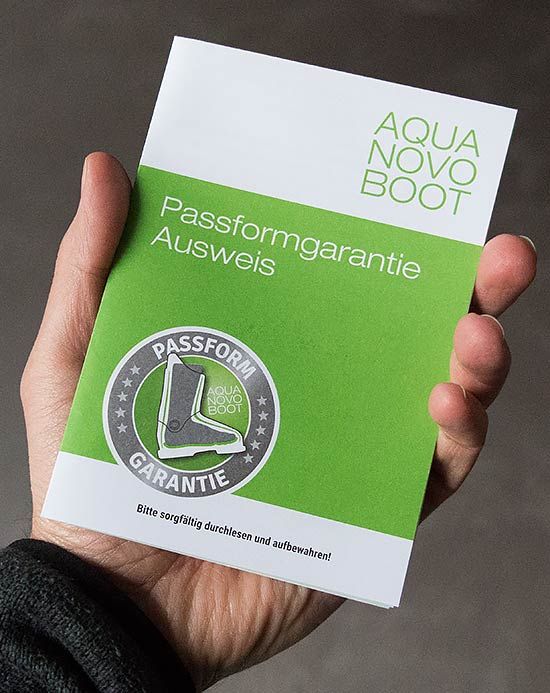 AQUA
NOVO
BOOT
Passformgarantie
Ausweis
PASSFORM
AQUA
NOVO
BOOT
GARANTIE
Bitte sorgfältig durchlesen und aufbewahren!